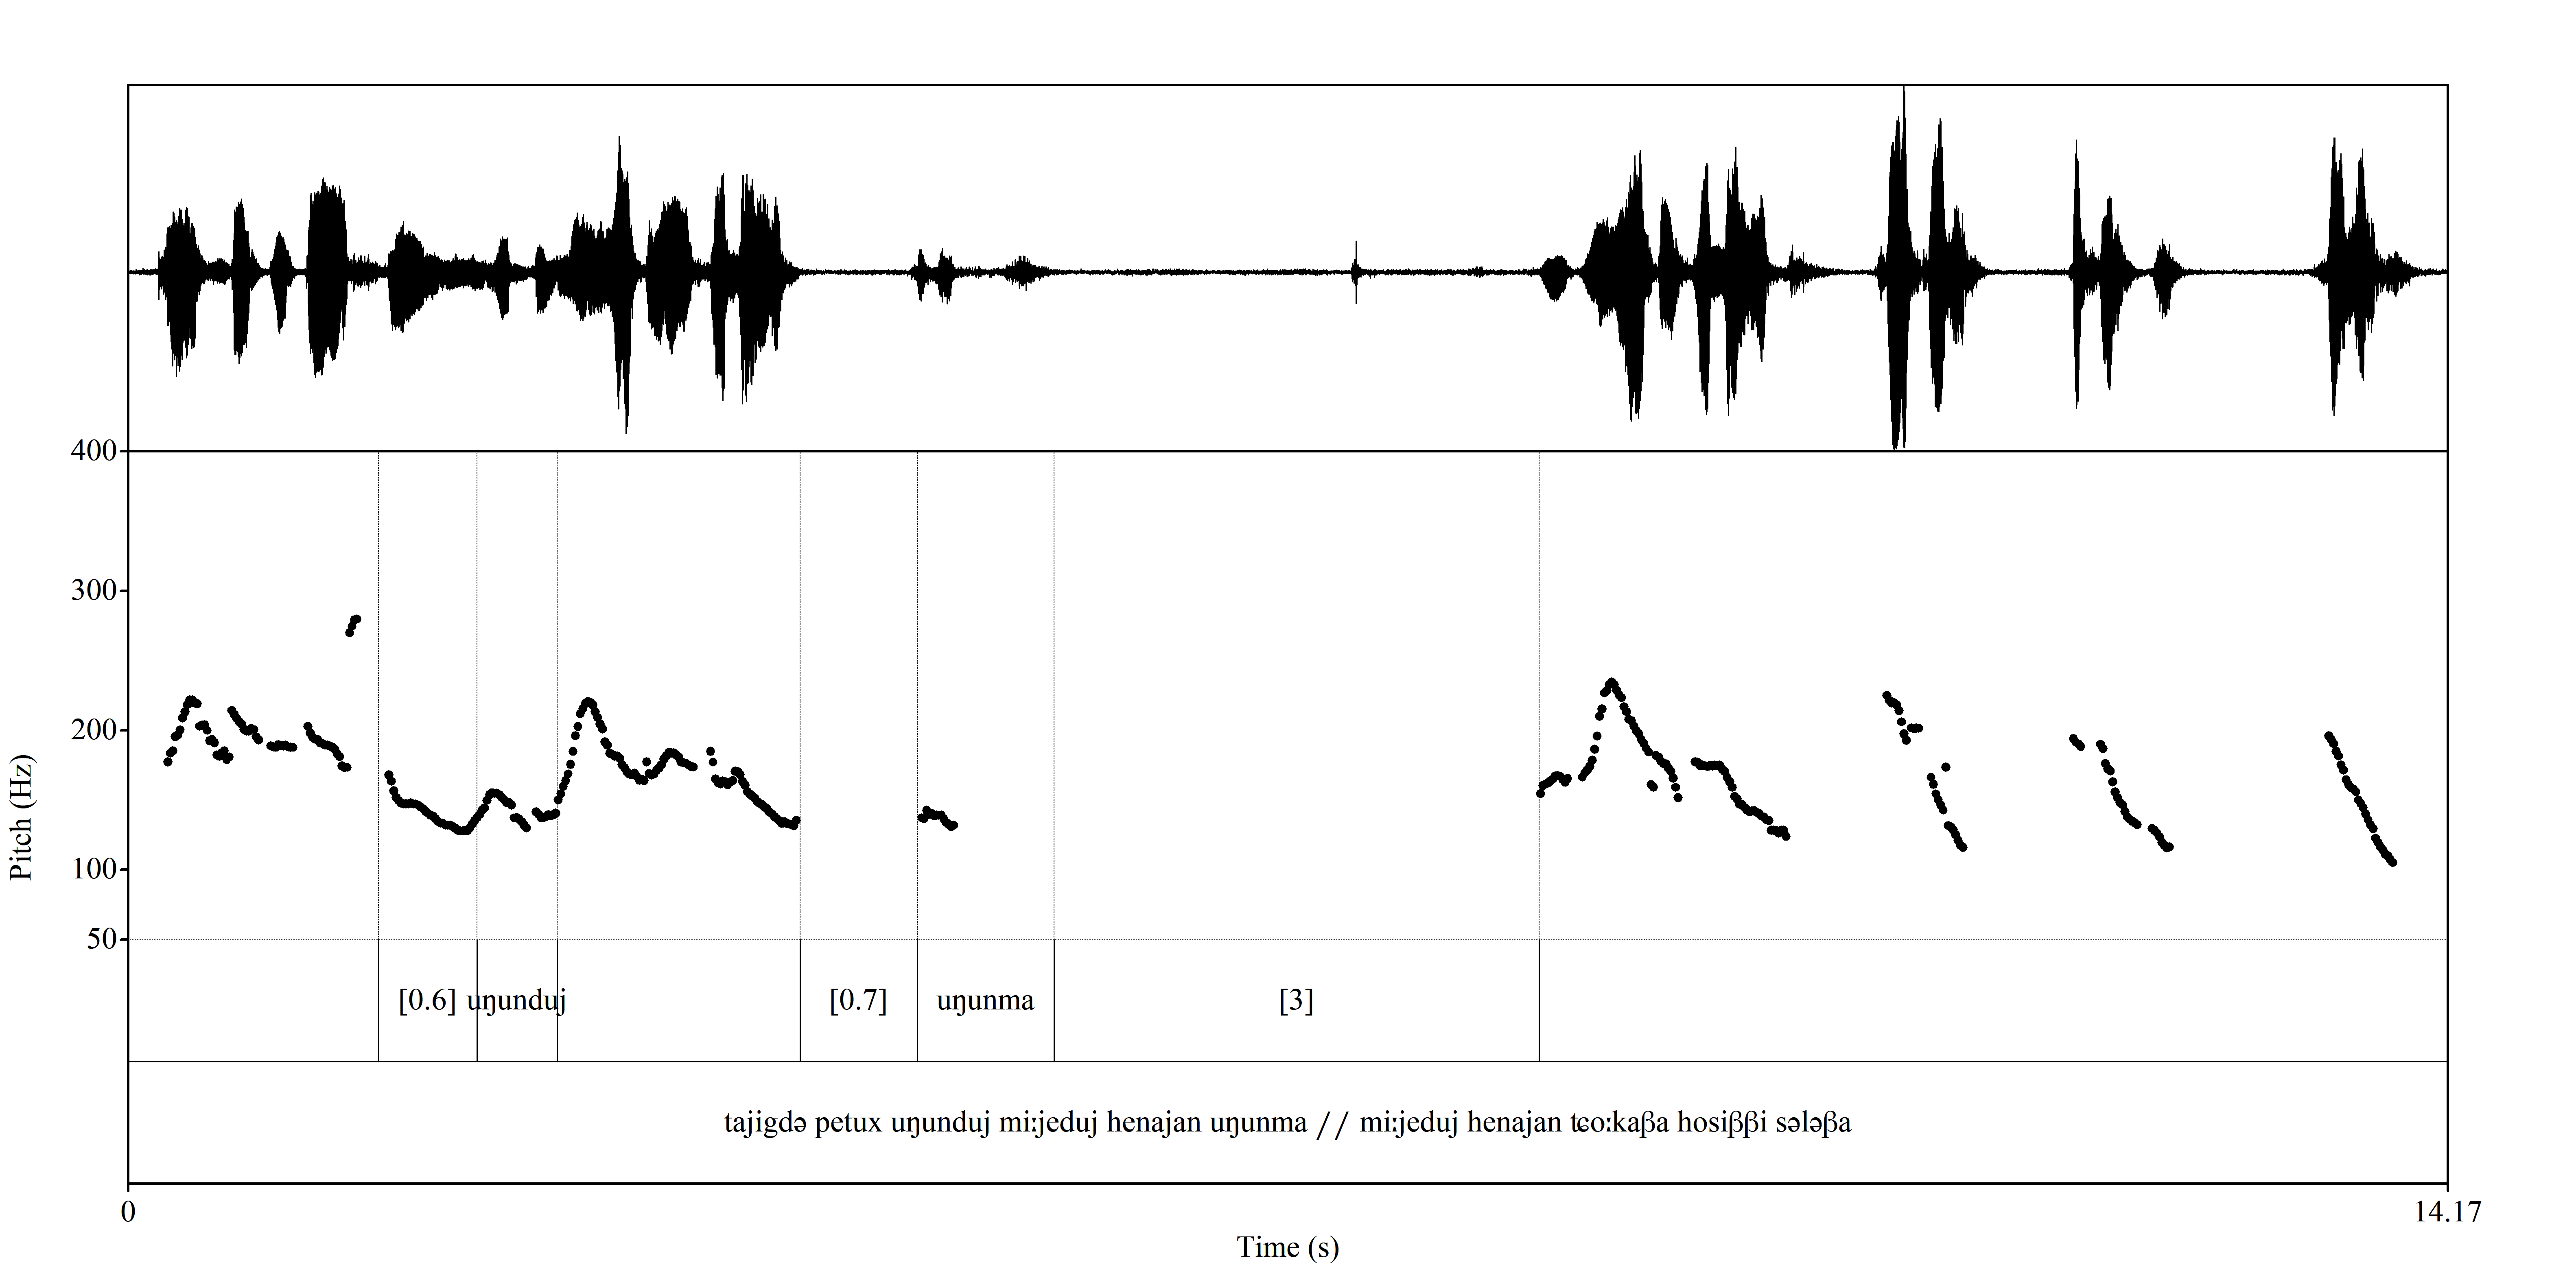 400
300
200
100
50
Pitch (Hz)
[0.6] uŋunduj [0.7] uŋunma [3]
tajigdə petux uŋunduj miːjeduj henajan uŋunma // miːjeduj henajan ʨoːkaβa hosiββi sələβa
0 14.17
Time (s)